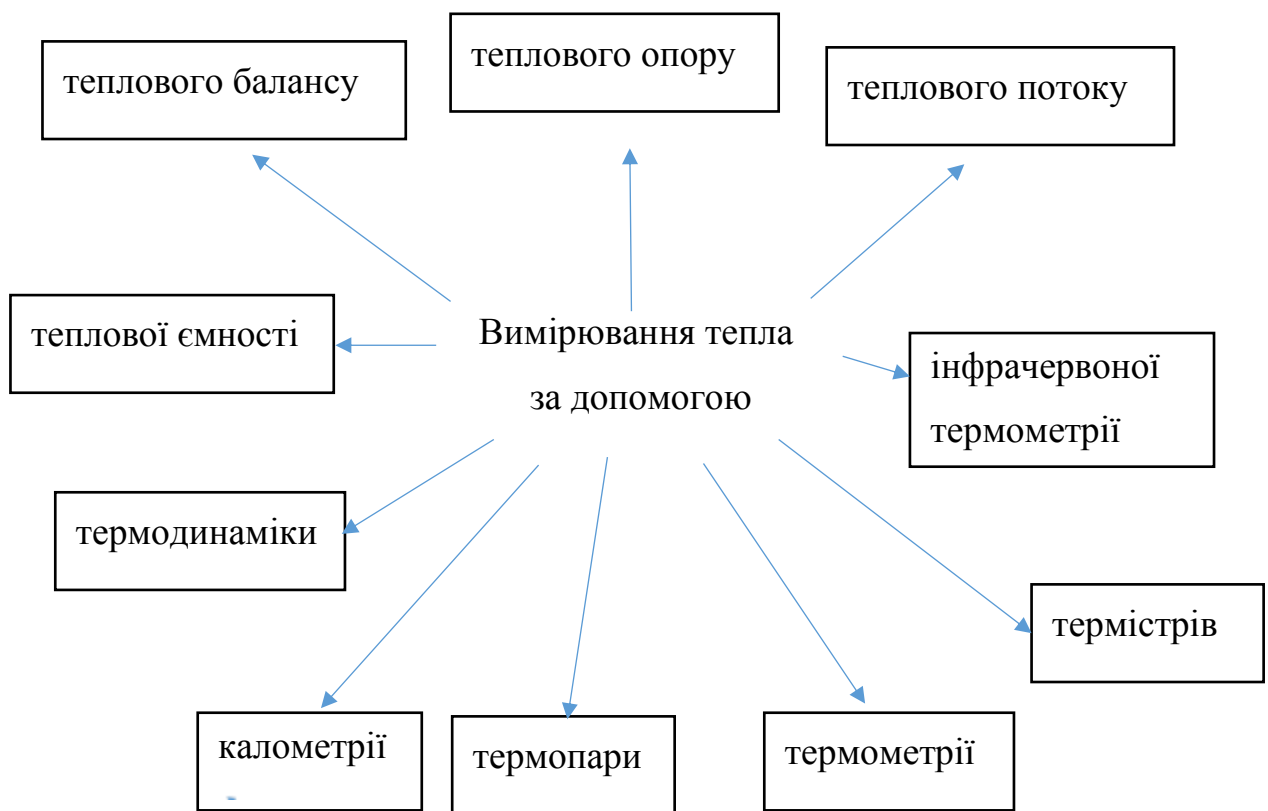 теплового балансу
теплового опору
теплового потоку
теплової ємності
Вимірювання тепла
за допомогою
інфрачервоної
термометрії
термодинаміки
термістрів
калометрії
термопари
термометрії